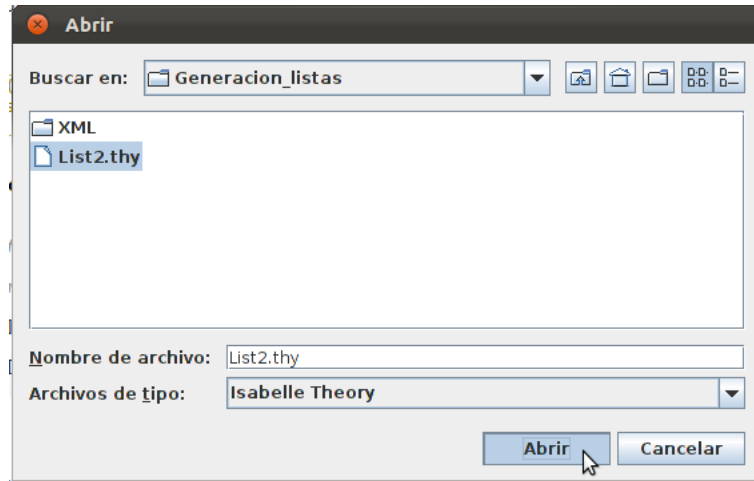 Abrir
Buscar en: Generacion_listas
XML
List2.thy
Nombre de archivo: List2.thy
Archivos de tipo: Isabelle Theory
Abrir Cancelar